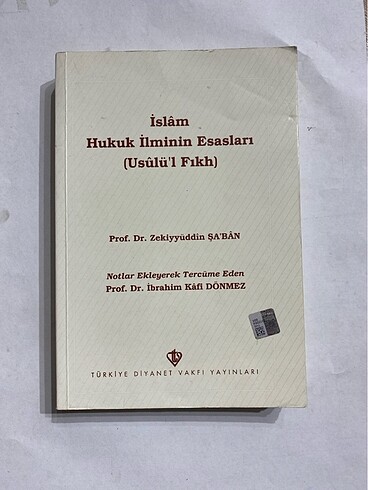 İslâm
Hukuk İlminin Esasları
(Usûlü'l Fıkh)
Prof. Dr. Zekiyyüddin ŞA'BÂN
Notlar Ekleyerek Tercüme Eden
Prof. Dr. İbrahim Kâfi DÖNMEZ
TÜRKİYE DİYANET VAKFI YAYINLARI